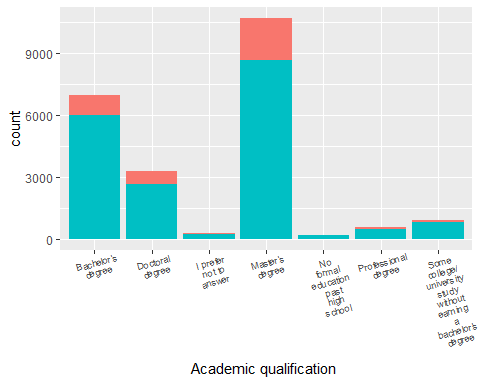 9000
6000
3000
0
count
Bachelor's
degree
Doctoral
degree
I prefer
not to
answer
Master's
degree
No
formal
education
past
high
school
Professional
degree
Some
college/
university
study
without
earning
a
bachelor's
degree
Academic qualification